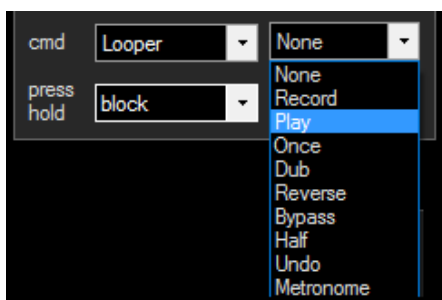 cmd Looper None
None
press hold block Record
Play
Once
Dub
Reverse
Bypass
Half
Undo
Metronome